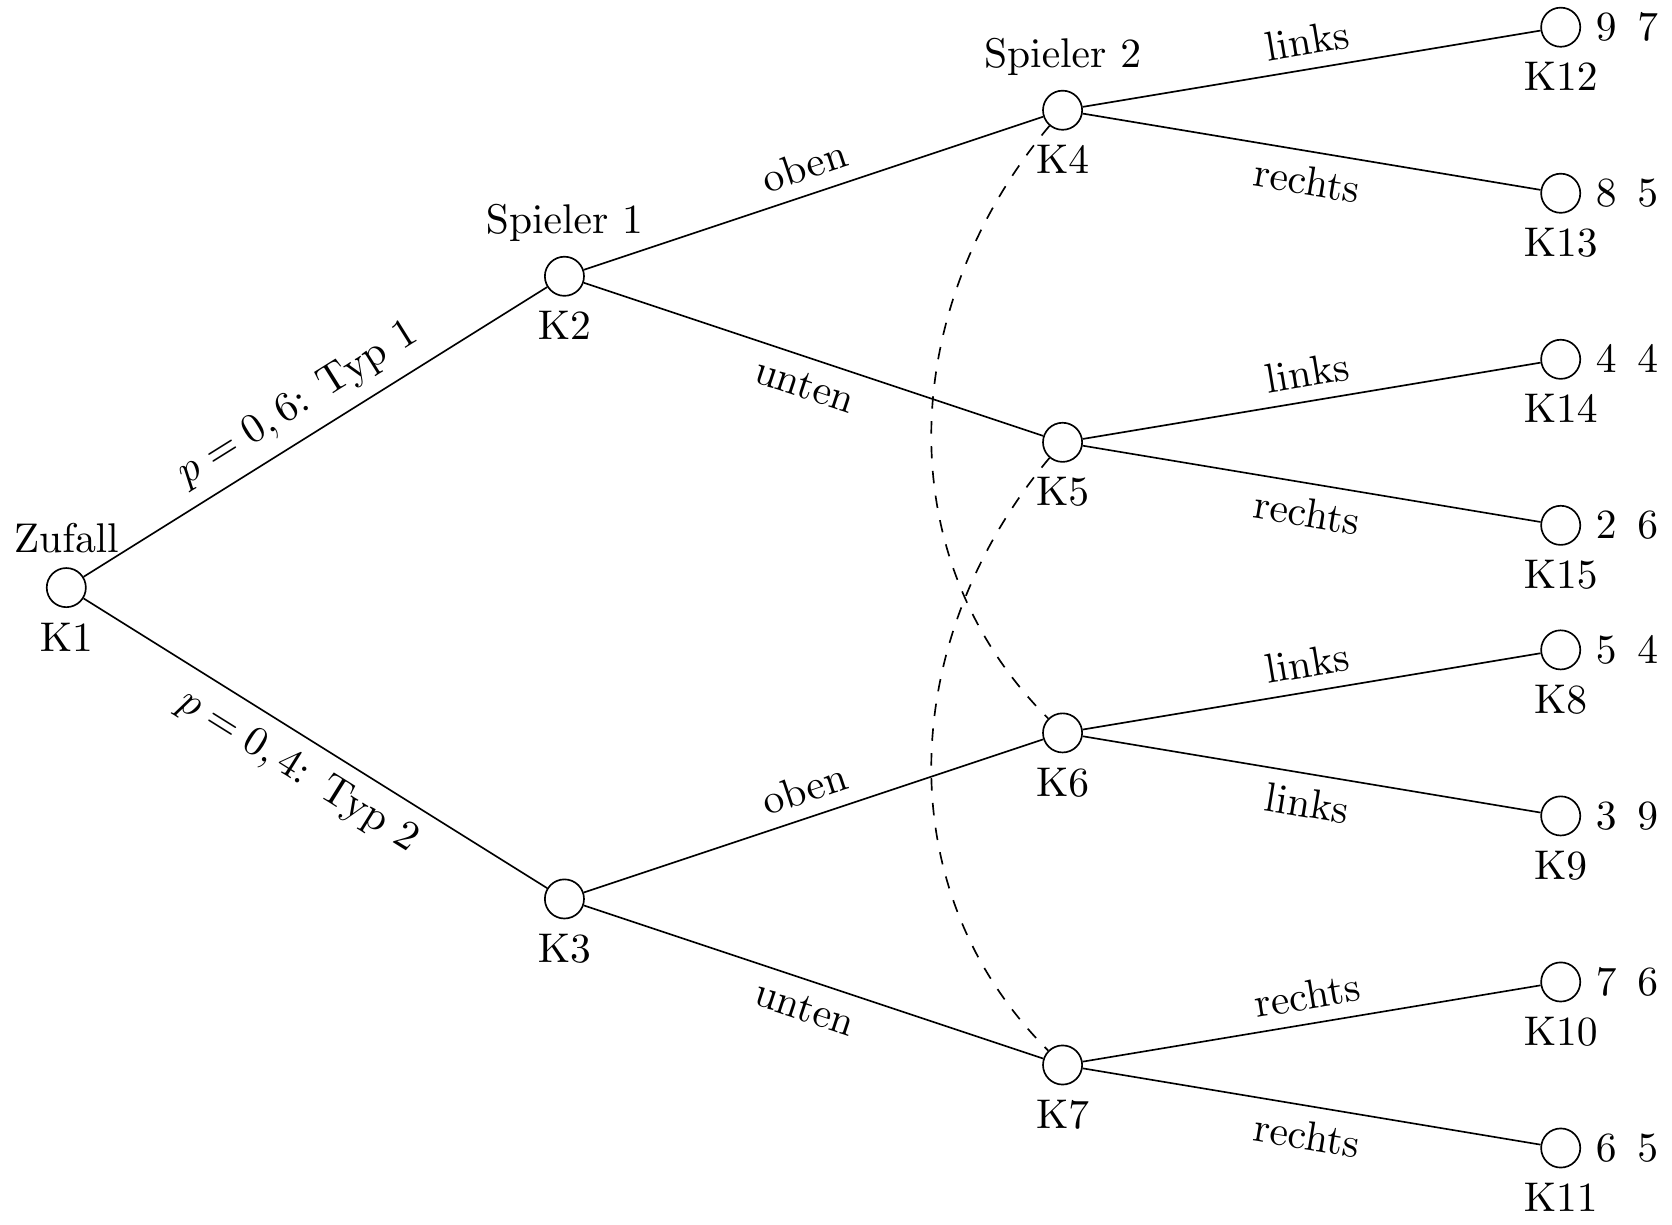 Zufall
K1
p = 0, 6: Typ 1
p = 0, 4: Typ 2
Spieler 1
K2
K3
oben
unten
oben
unten
Spieler 2
K4
K5
K6
K7
links
rechts
links
rechts
links
links
rechts
rechts
9 7
K12
8 5
K13
4 4
K14
2 6
K15
5 4
K8
3 9
K9
7 6
K10
6 5
K11